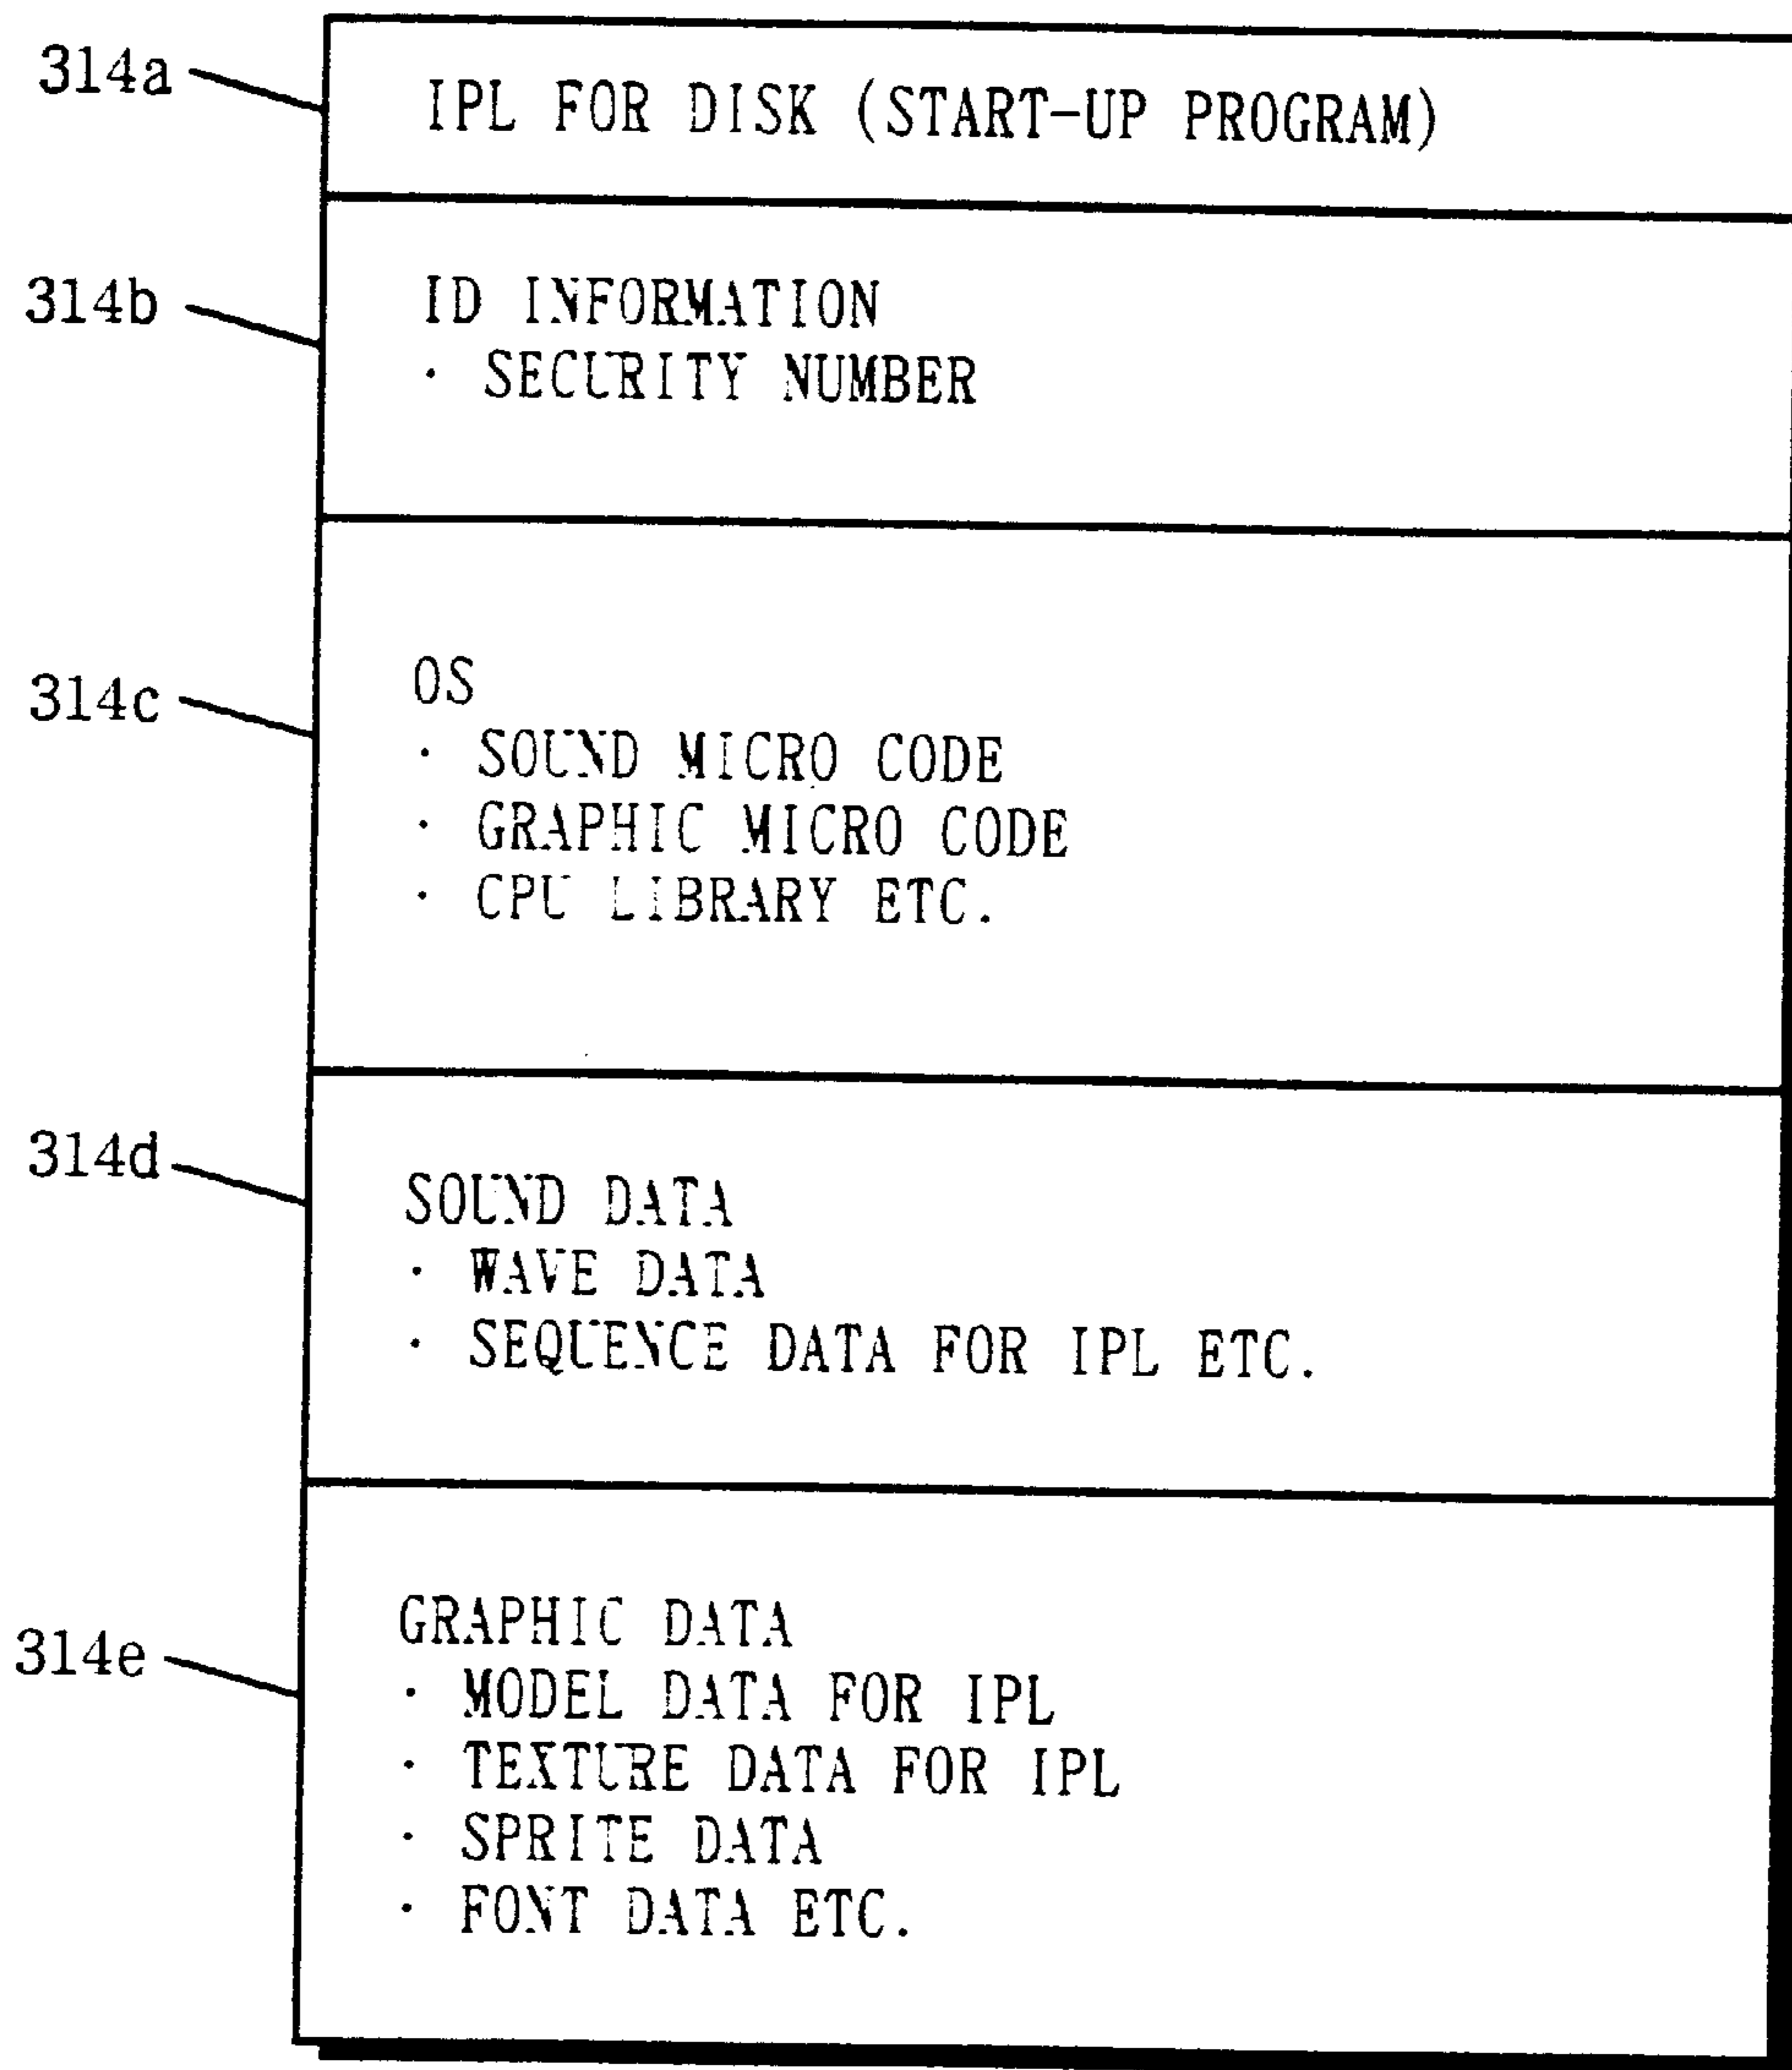 314a
IPL FOR DISK (START-UP PROGRAM)
314b
ID INFORMATION
· SECURITY NUMBER
314c
OS
· SOUND MICRO CODE
· GRAPHIC MICRO CODE
· CPU LIBRARY ETC.
314d
SOUND DATA
· WAVE DATA
· SEQUENCE DATA FOR IPL ETC.
314e
GRAPHIC DATA
· MODEL DATA FOR IPL
· TEXTURE DATA FOR IPL
· SPRITE DATA
· FONT DATA ETC.